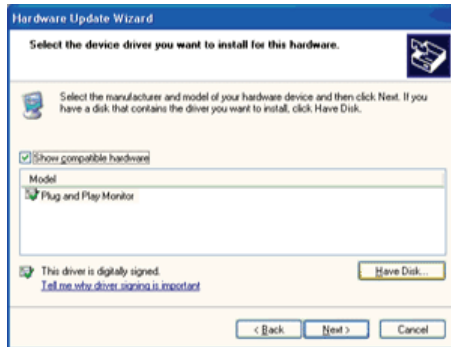 Hardware Update Wizard
Select the device driver you want to install for this hardware.
Select the manufacturer and model of your hardware device and then click Next. If you
have a disk that contains the driver you want to install, click Have Disk.
Show compatible hardware
Model
Plug and Play Monitor
This driver is digitally signed.
Have Disk...
Tell me why driver signing is important
< Back
Next >
Cancel